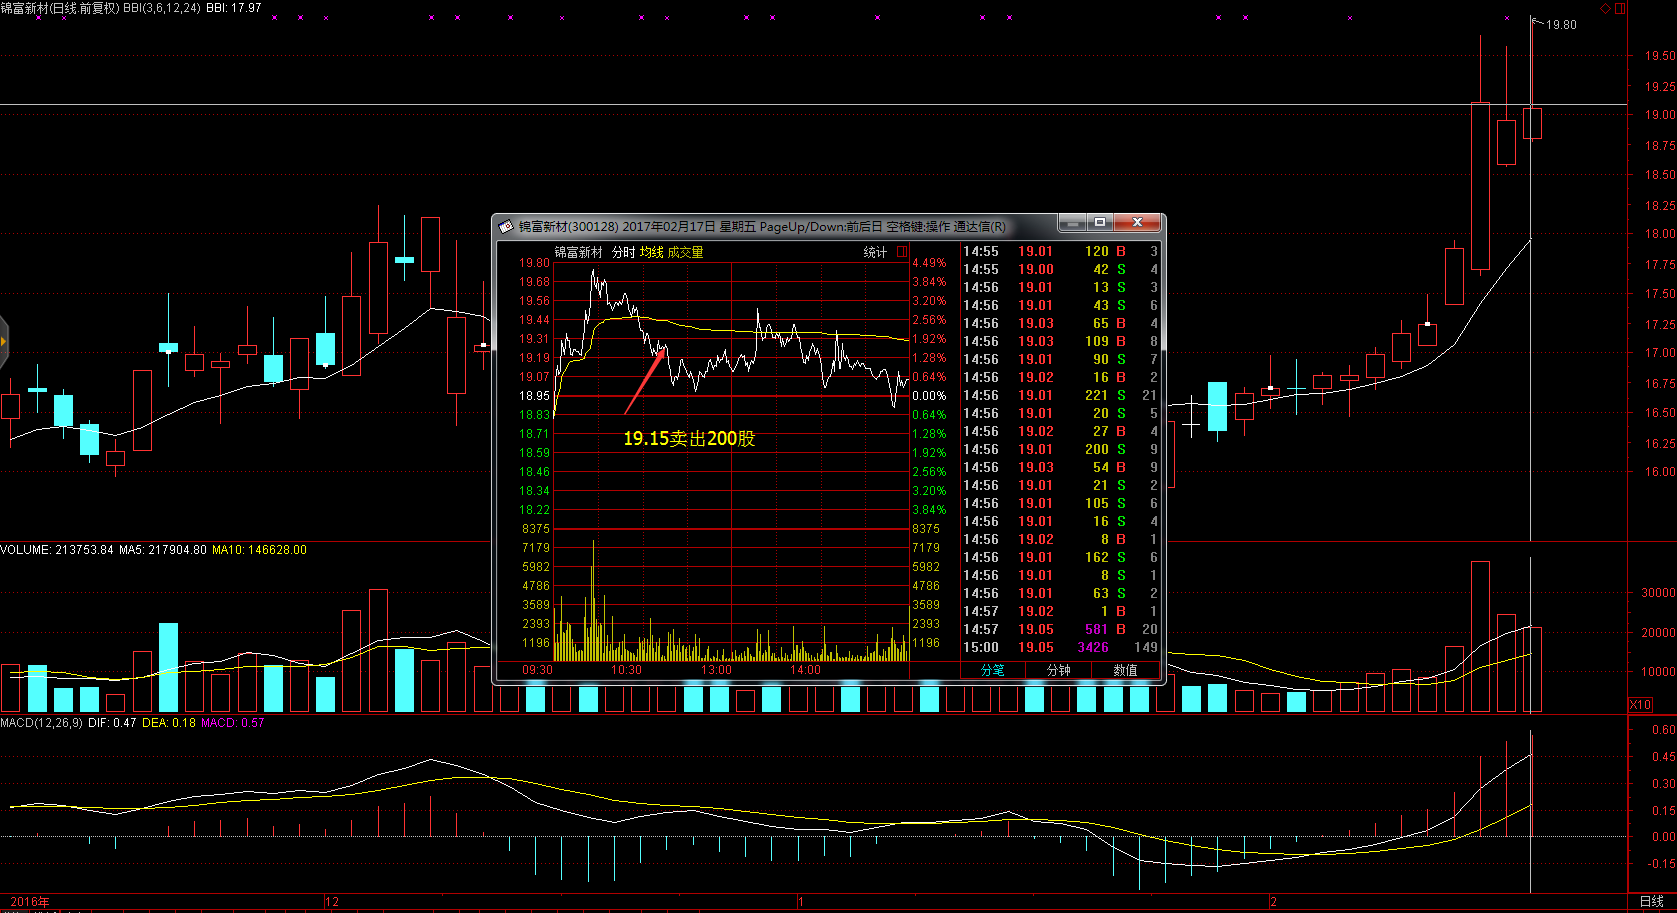 锦富新材(日线.前复权) BBI(3,6,12,24) BBI: 17.97
19.80
19.50
19.25
19.00
18.75
18.50
18.25
18.00
17.75
17.50
17.25
17.00
16.75
16.50
16.25
16.00
锦富新材(300128) 2017年02月17日 星期五 PageUp/Down:前后日 空格键:操作 通达信(R)
锦富新材 分时 均线 成交量 统计
19.80 4.49%
19.68 3.84%
19.56 3.20%
19.44 2.56%
19.31 1.92%
19.19 1.28%
19.07 0.64%
18.95 0.00%
18.83 0.64%
18.71 1.28%
18.59 1.92%
18.46 2.56%
18.34 3.20%
18.22 3.84%
8375 8375
7179 7179
5982 5982
4786 4786
3589 3589
2393 2393
1196 1196
09:30 10:30 13:00 14:00
19.15卖出200股
14:55 19.01 120 B 3
14:55 19.00 42 S 4
14:56 19.01 13 S 3
14:56 19.01 43 S 6
14:56 19.03 65 B 4
14:56 19.03 109 B 8
14:56 19.01 90 S 7
14:56 19.02 16 B 2
14:56 19.01 221 S 21
14:56 19.01 20 S 5
14:56 19.02 27 B 4
14:56 19.01 200 S 9
14:56 19.03 54 B 9
14:56 19.01 21 S 2
14:56 19.01 105 S 6
14:56 19.01 16 S 4
14:56 19.02 8 B 1
14:56 19.01 162 S 6
14:56 19.01 8 S 1
14:56 19.01 63 S 2
14:57 19.02 1 B 1
14:57 19.05 581 B 20
15:00 19.05 3426 149
分笔 分钟 数值
VOLUME: 213753.84 MA5: 217904.80 MA10: 146628.00
30000
20000
10000
X10
MACD(12,26,9) DIF: 0.47 DEA: 0.18 MACD: 0.57
0.60
0.45
0.30
0.15
0.00
-0.15
2016年 12 1 2 日线